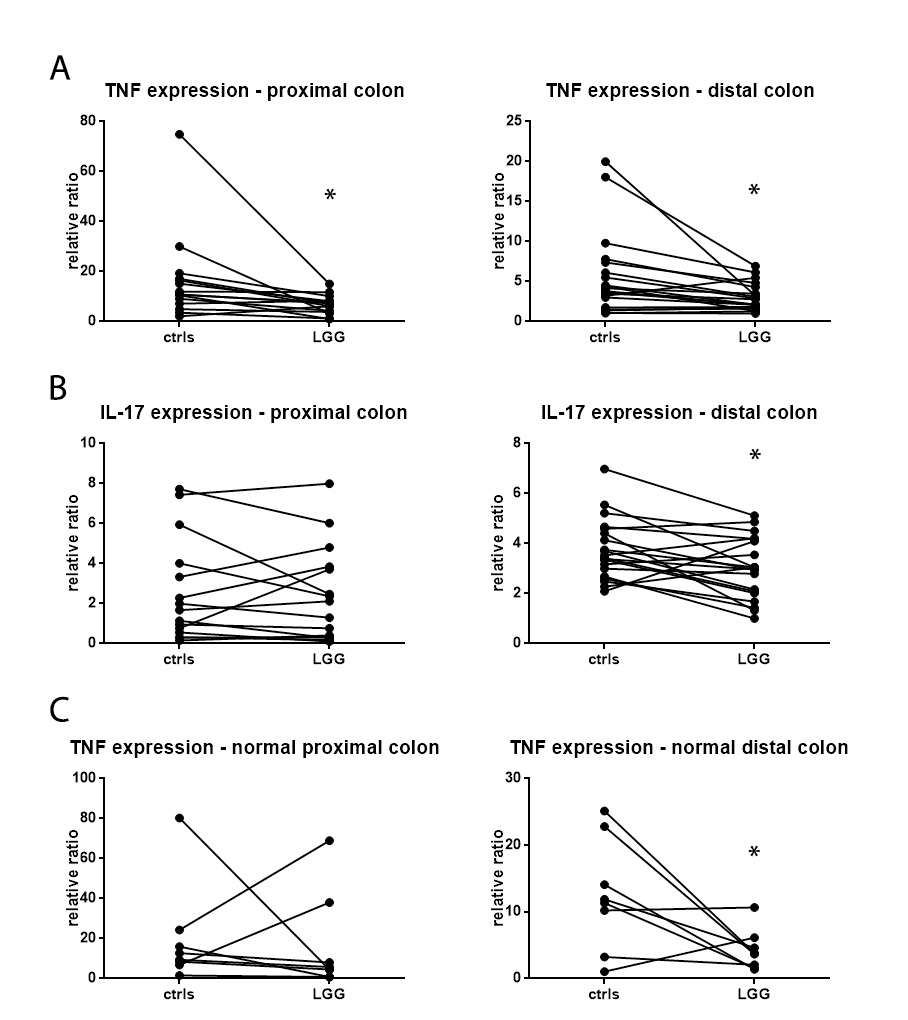 A
TNF expression - proximal colon
TNF expression - distal colon
80
60
40
20
0
relative ratio
*
ctrls
LGG
25
20
15
10
5
0
relative ratio
*
ctrls
LGG
B
IL-17 expression - proximal colon
IL-17 expression - distal colon
10
8
6
4
2
0
relative ratio
ctrls
LGG
8
6
4
2
0
relative ratio
*
ctrls
LGG
C
TNF expression - normal proximal colon
TNF expression - normal distal colon
100
80
60
40
20
0
relative ratio
ctrls
LGG
30
20
10
0
relative ratio
*
ctrls
LGG